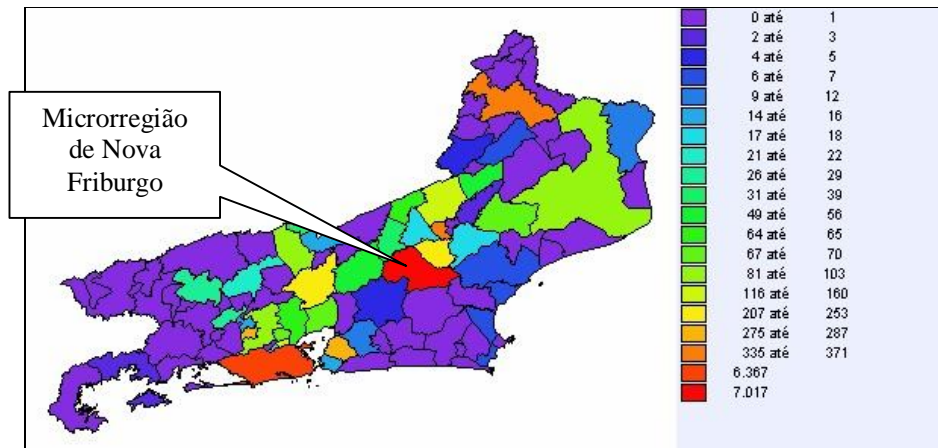 Microrregião
de Nova
Friburgo
0 até 1
2 até 3
4 até 5
6 até 7
9 até 12
14 até 16
17 até 18
21 até 22
26 até 29
31 até 39
49 até 56
64 até 65
67 até 70
81 até 103
116 até 160
207 até 253
275 até 287
335 até 371
6.367
7.017